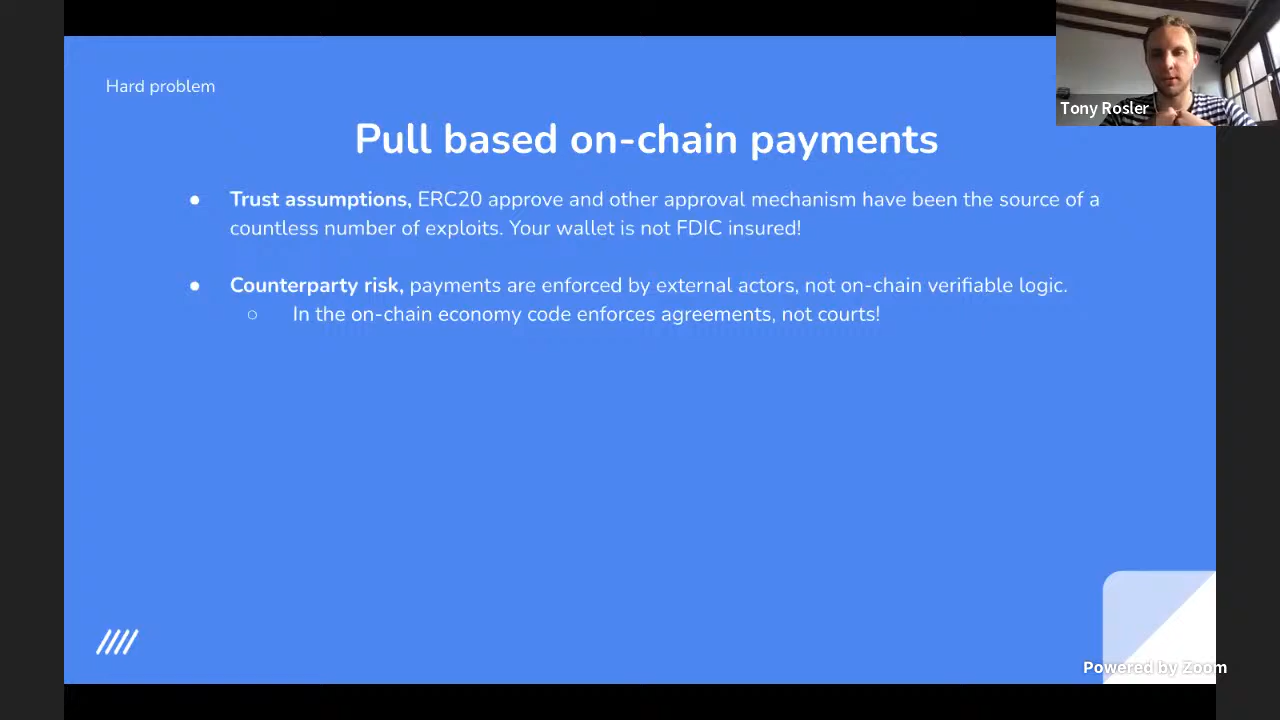 Hard problem
Tony Rosler
Pull based on-chain payments
● Trust assumptions, ERC20 approve and other approval mechanism have been the source of a
countless number of exploits. Your wallet is not FDIC insured!
● Counterparty risk, payments are enforced by external actors, not on-chain verifiable logic.
○ In the on-chain economy code enforces agreements, not courts!
Powered by Zoom